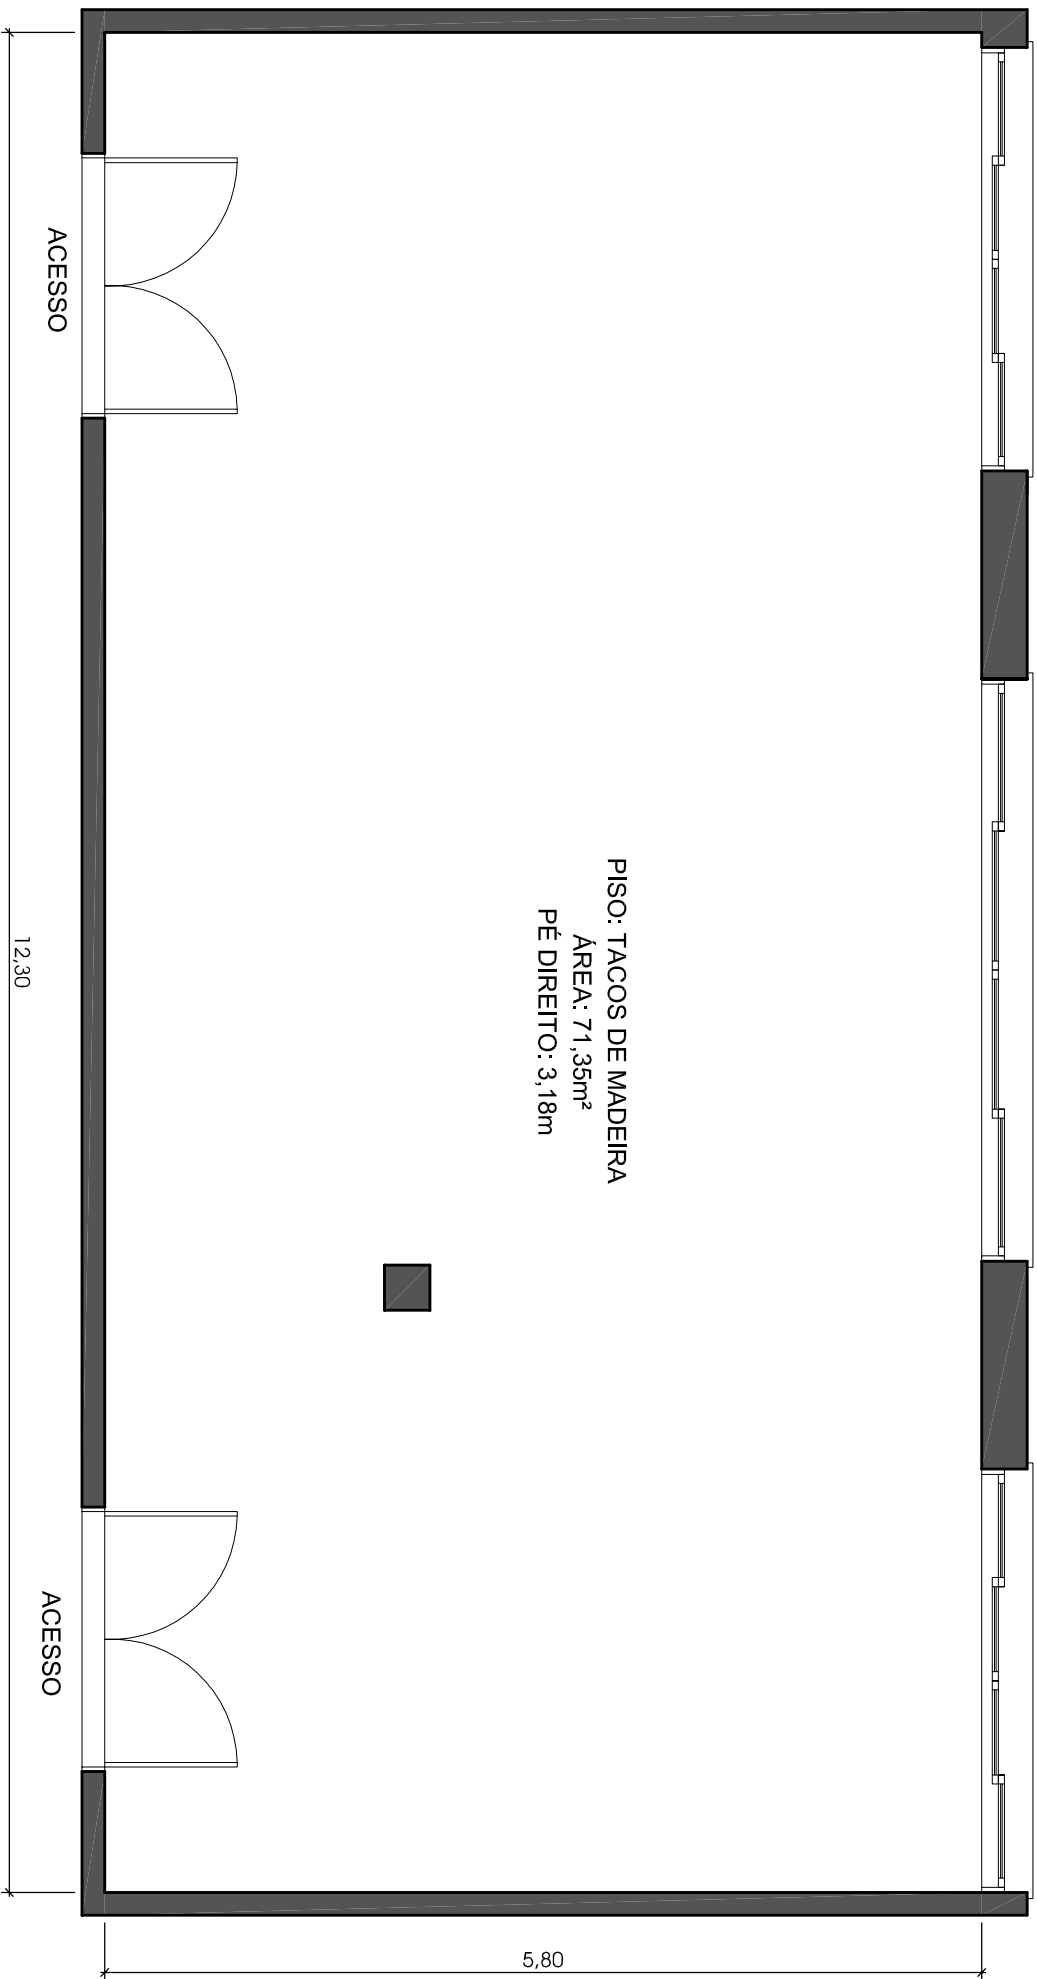 PISO: TACOS DE MADEIRA
ÁREA: 71,35m²
PÉ DIREITO: 3,18m
ACESSO
ACESSO
12,30
5,80